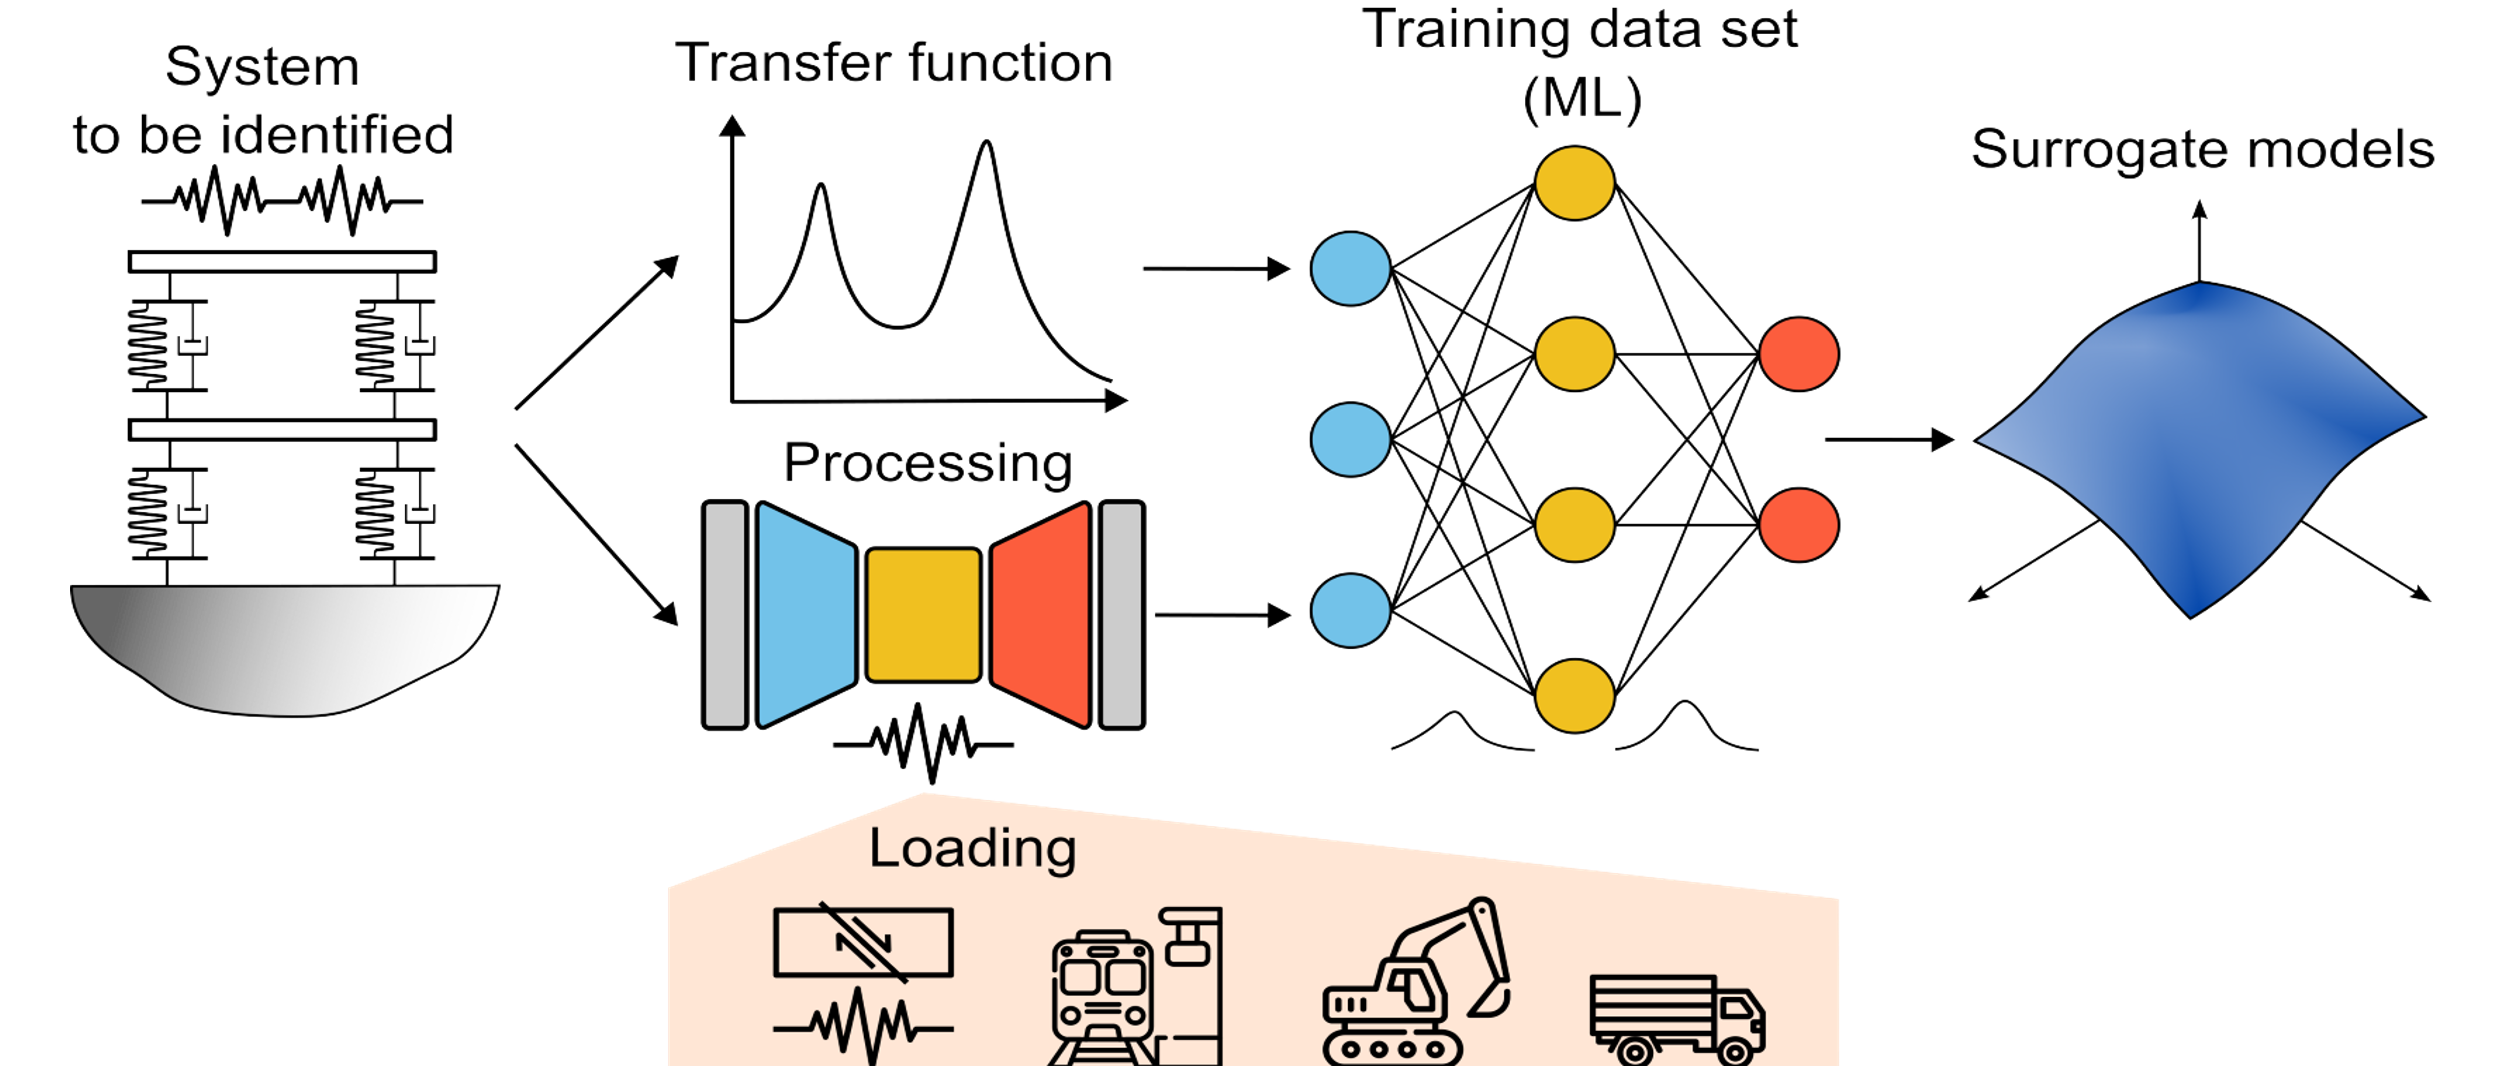 System
to be identified
Transfer function
Processing
Loading
Training data set
(ML)
Surrogate models